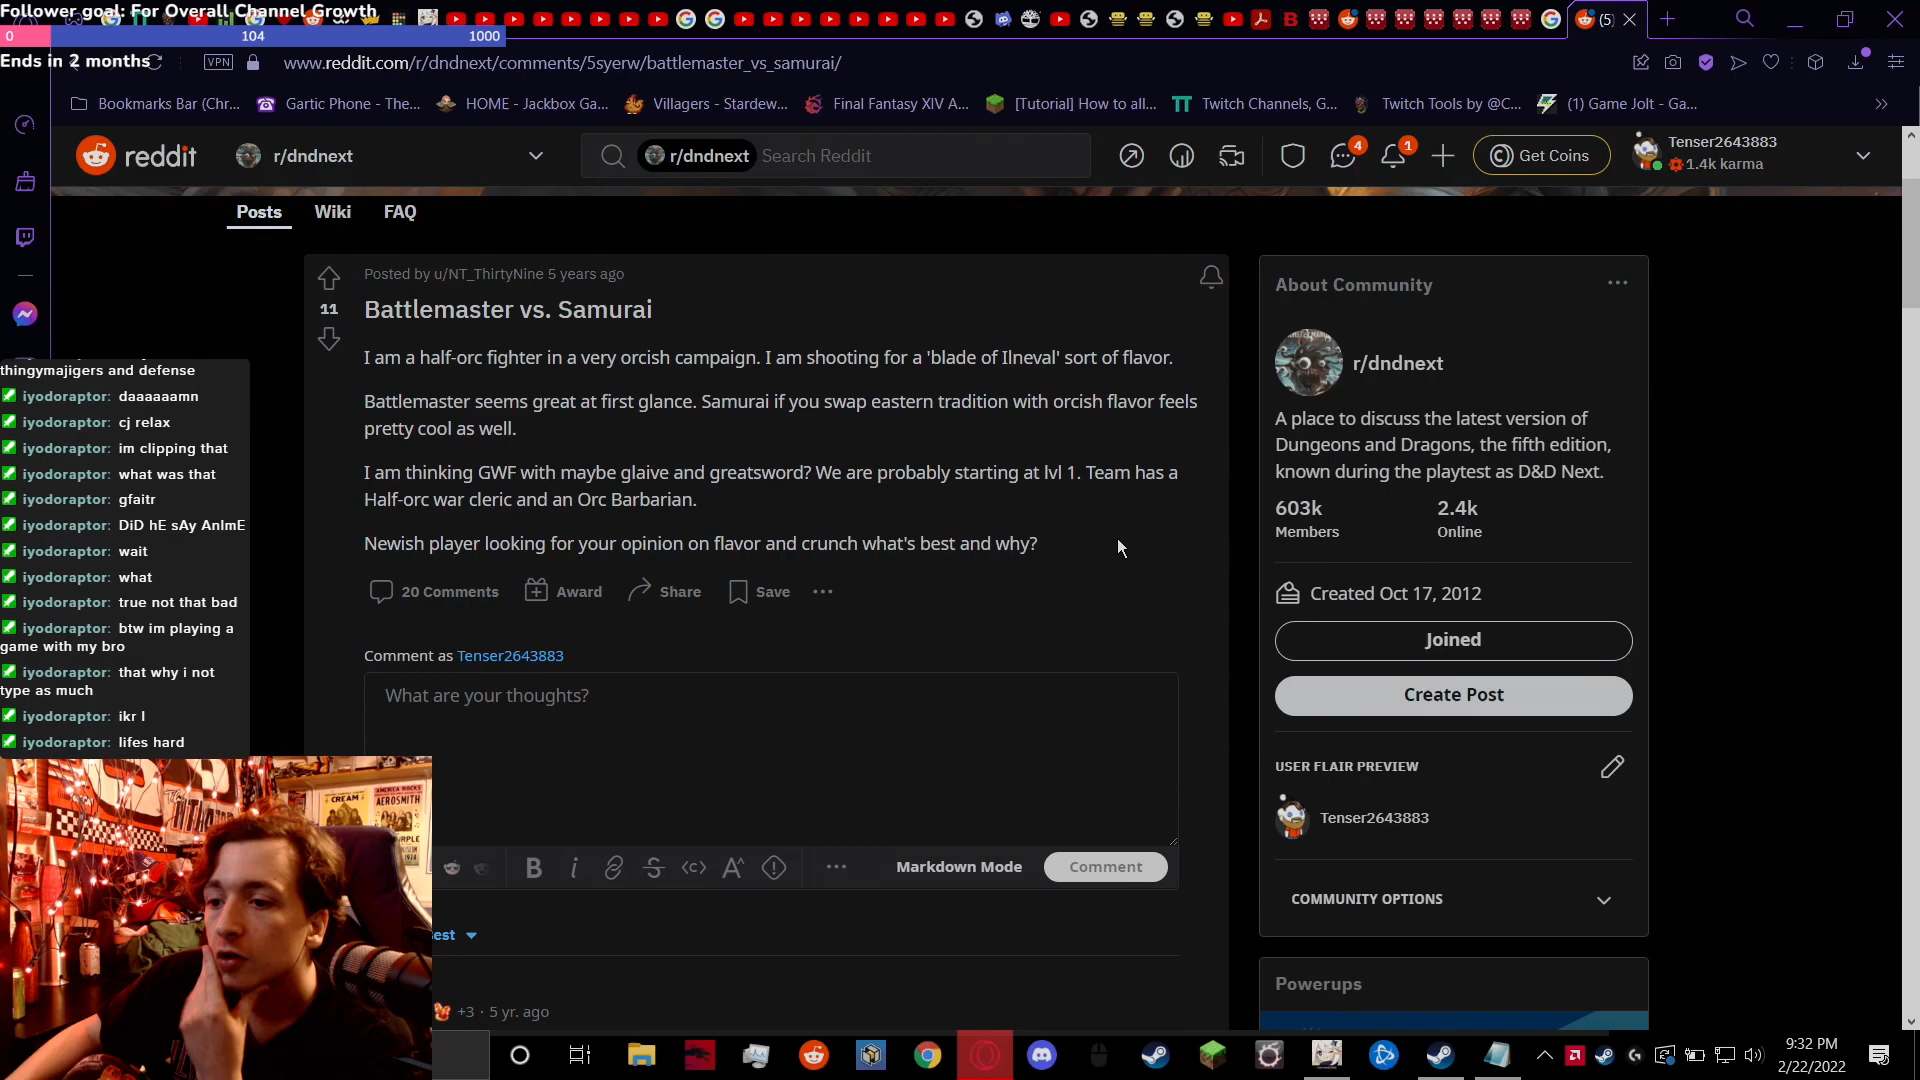 Follower goal: For Overall Channel Growth
0 104 1000
Ends in 2 months
(5)
VPN
www.reddit.com/r/dndnext/comments/5syerw/battlemaster_vs_samurai/
Bookmarks Bar (Chr...
Gartic Phone - The...
HOME - Jackbox Ga...
Villagers - Stardew...
Final Fantasy XIV A...
[Tutorial] How to all...
Twitch Channels, G...
Twitch Tools by @C...
(1) Game Jolt - Ga...
reddit
r/dndnext
r/dndnext Search Reddit
4
1
Get Coins
Tenser2643883
1.4k karma
Posts Wiki FAQ
Posted by u/NT_ThirtyNine 5 years ago
11
Battlemaster vs. Samurai
I am a half-orc fighter in a very orcish campaign. I am shooting for a 'blade of Ilneval' sort of flavor.
Battlemaster seems great at first glance. Samurai if you swap eastern tradition with orcish flavor feels
pretty cool as well.
I am thinking GWF with maybe glaive and greatsword? We are probably starting at lvl 1. Team has a
Half-orc war cleric and an Orc Barbarian.
Newish player looking for your opinion on flavor and crunch what's best and why?
20 Comments Award Share Save
Comment as Tenser2643883
What are your thoughts?
Markdown Mode Comment
est
+3 · 5 yr. ago
About Community
r/dndnext
A place to discuss the latest version of
Dungeons and Dragons, the fifth edition,
known during the playtest as D&D Next.
603k 2.4k
Members Online
Created Oct 17, 2012
Joined
Create Post
USER FLAIR PREVIEW
Tenser2643883
COMMUNITY OPTIONS
Powerups
thingymajigers and defense
iyodoraptor: daaaaaamn
iyodoraptor: cj relax
iyodoraptor: im clipping that
iyodoraptor: what was that
iyodoraptor: gfaitr
iyodoraptor: DiD hE sAy AnImE
iyodoraptor: wait
iyodoraptor: what
iyodoraptor: true not that bad
iyodoraptor: btw im playing a
game with my bro
iyodoraptor: that why i not
type as much
iyodoraptor: ikr l
iyodoraptor: lifes hard
CREAM
AMERICA ROCKS
AEROSMITH
9:32 PM
2/22/2022